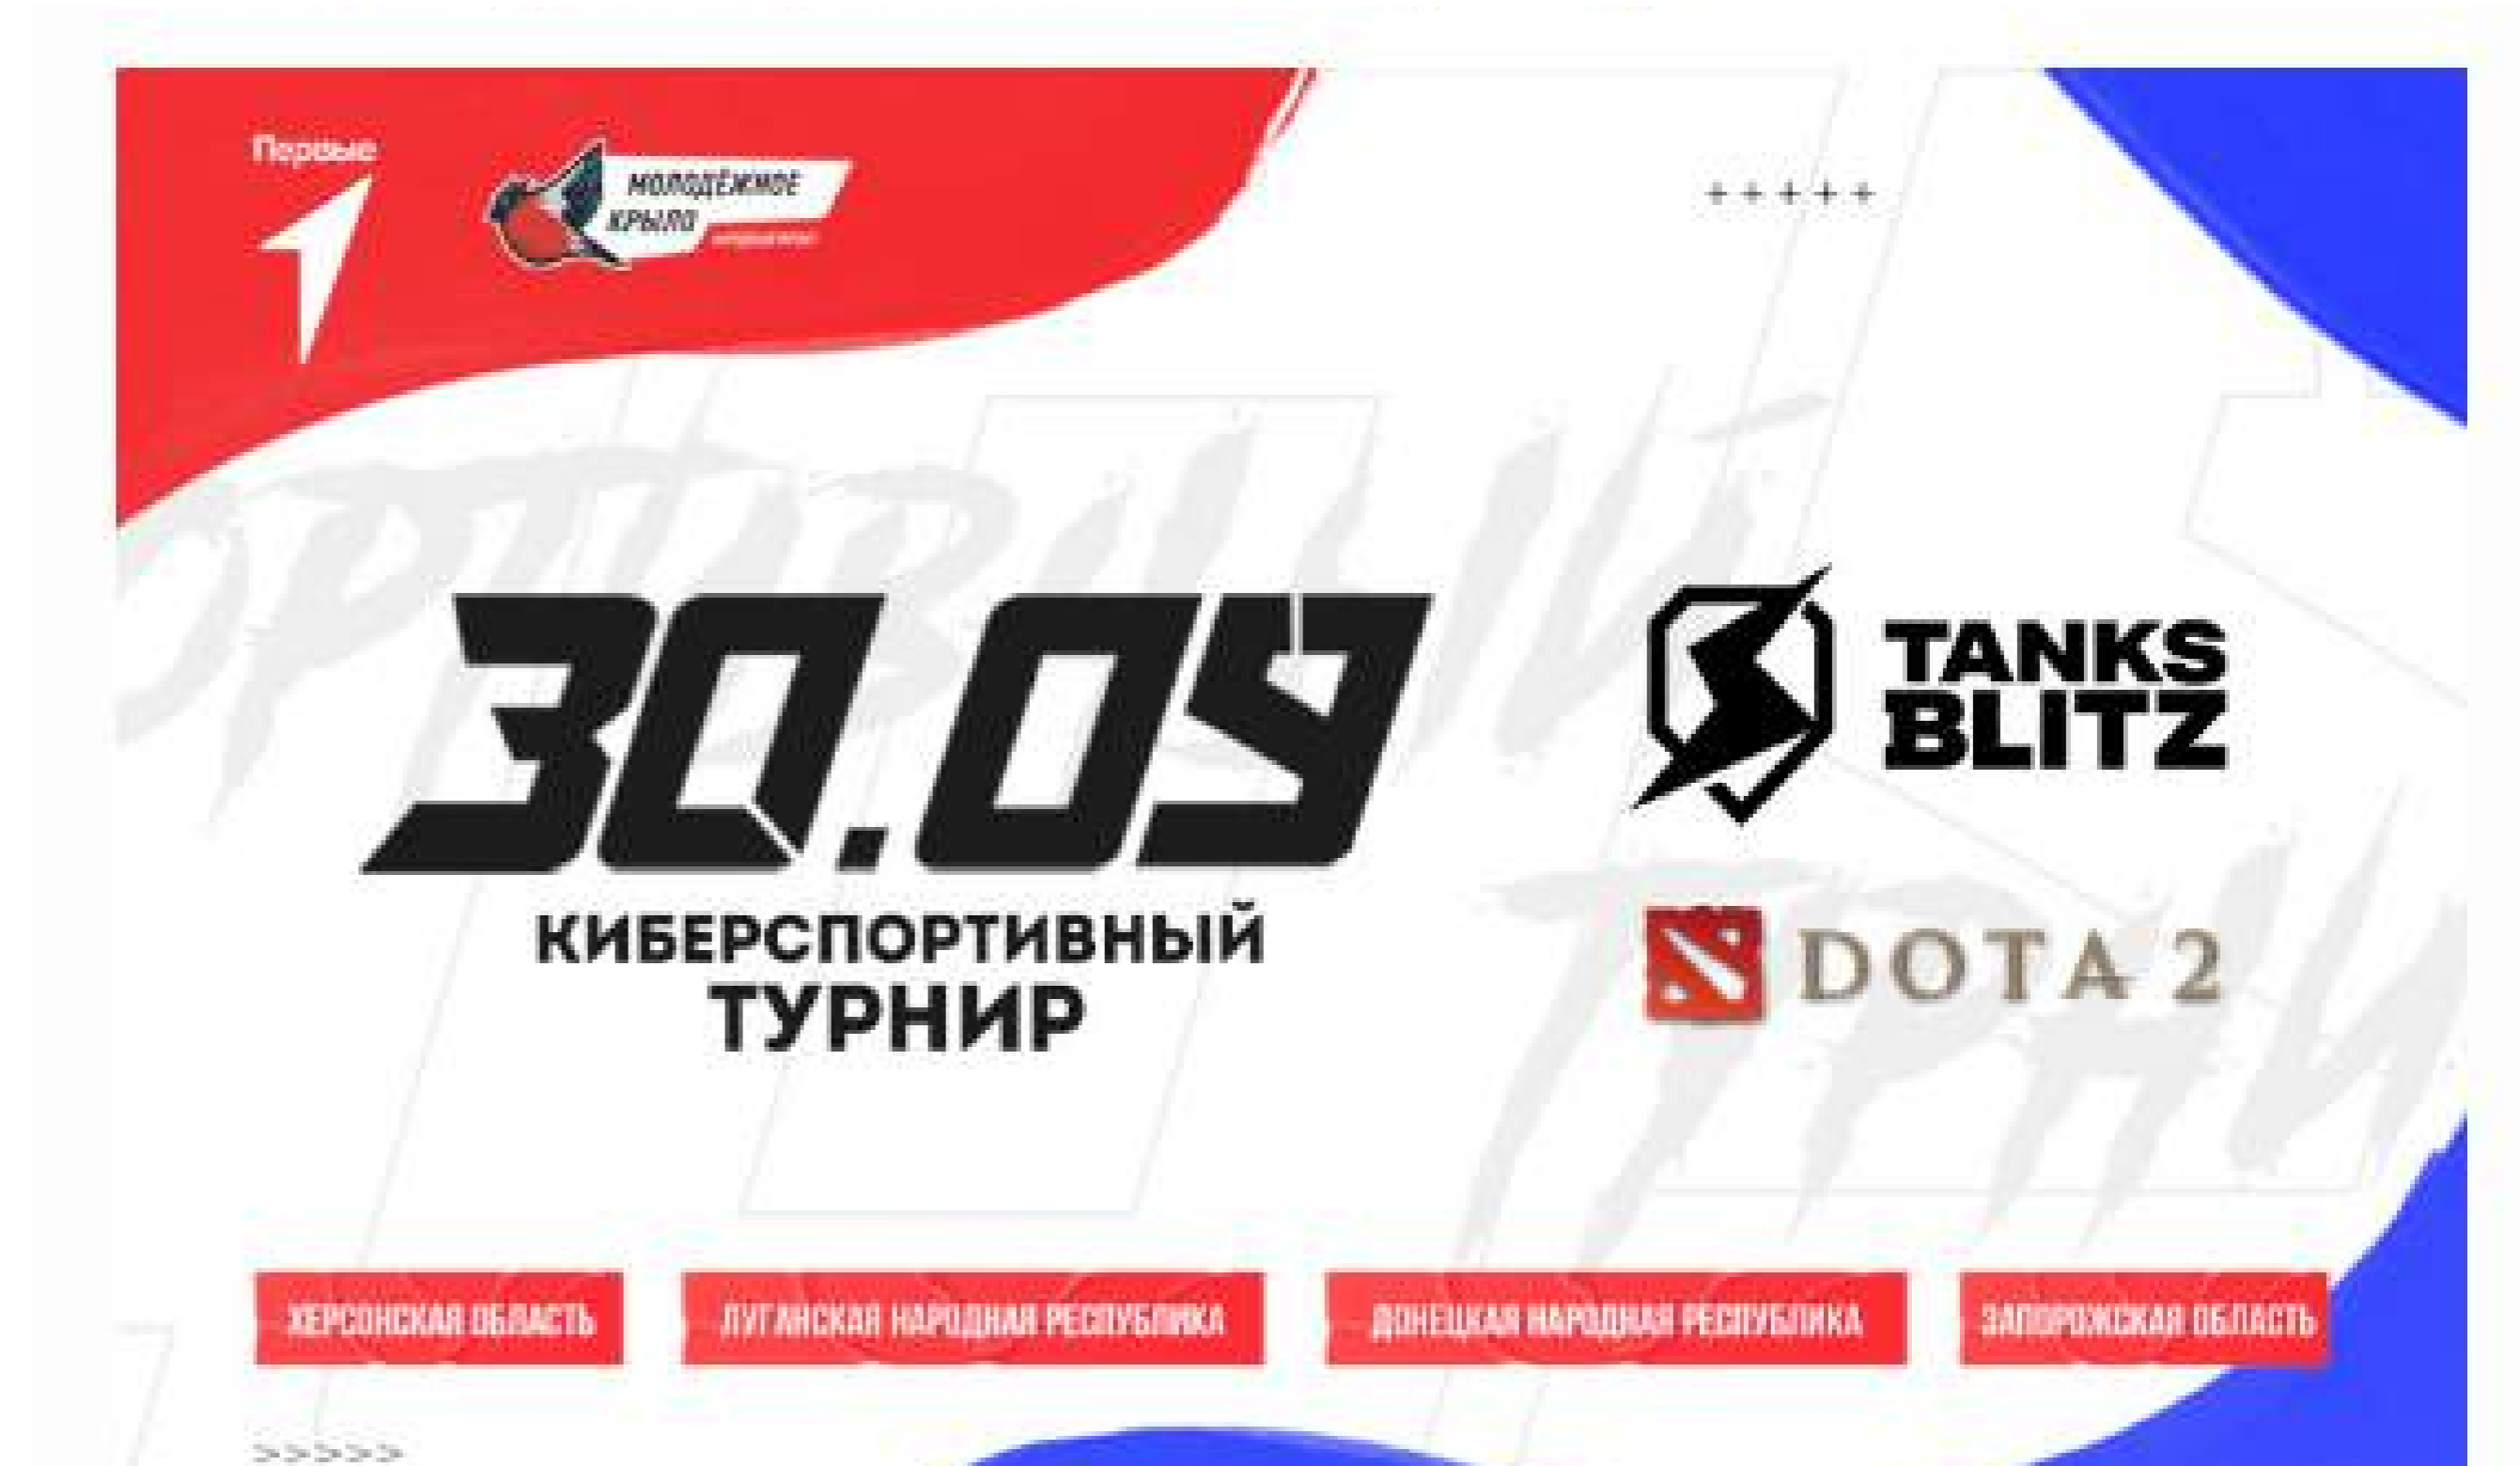 Первые
МОЛОДЁЖНОЕ
КРЫЛО
30.09
КИБЕРСПОРТИВНЫЙ
ТУРНИР
TANKS
BLITZ
DOTA 2
ХЕРСОНСКАЯ ОБЛАСТЬ
ЛУГАНСКАЯ НАРОДНАЯ РЕСПУБЛИКА
ДОНЕЦКАЯ НАРОДНАЯ РЕСПУБЛИКА
ЗАПОРОЖСКАЯ ОБЛАСТЬ